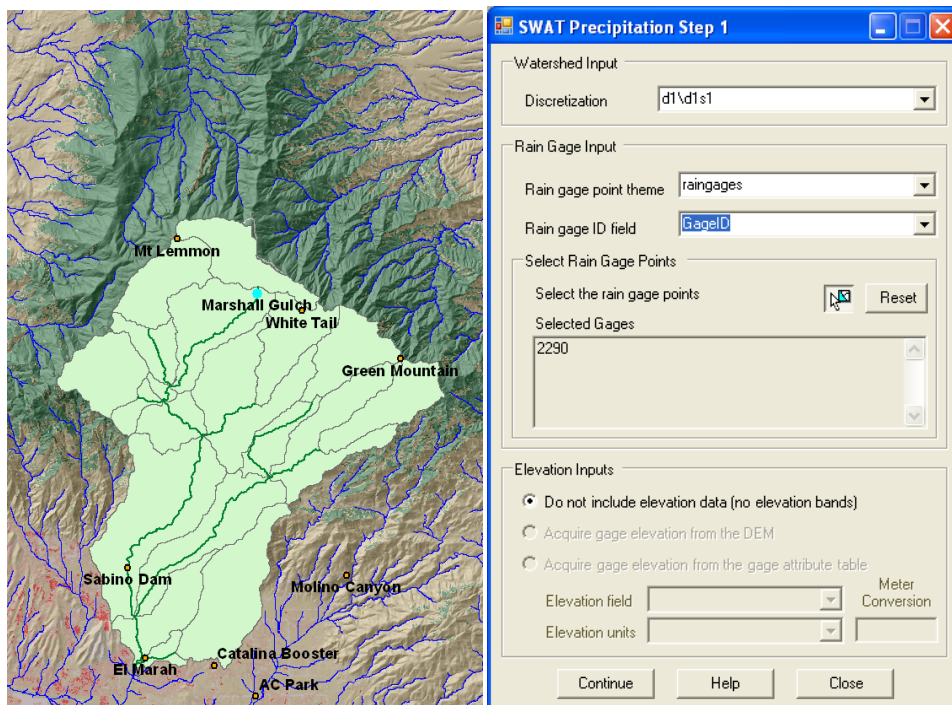 Mt Lemmon
Marshall Gulch
White Tail
Green Mountain
Sabino Dam
Molino Canyon
Catalina Booster
El Marah
AC Park
SWAT Precipitation Step 1
Watershed Input
Discretization
d1\d1s1
Rain Gage Input
Rain gage point theme
raingages
Rain gage ID field
GageID
Select Rain Gage Points
Select the rain gage points
Reset
Selected Gages
2290
Elevation Inputs
Do not include elevation data (no elevation bands)
Acquire gage elevation from the DEM
Acquire gage elevation from the gage attribute table
Elevation field
Meter
Conversion
Elevation units
Continue
Help
Close